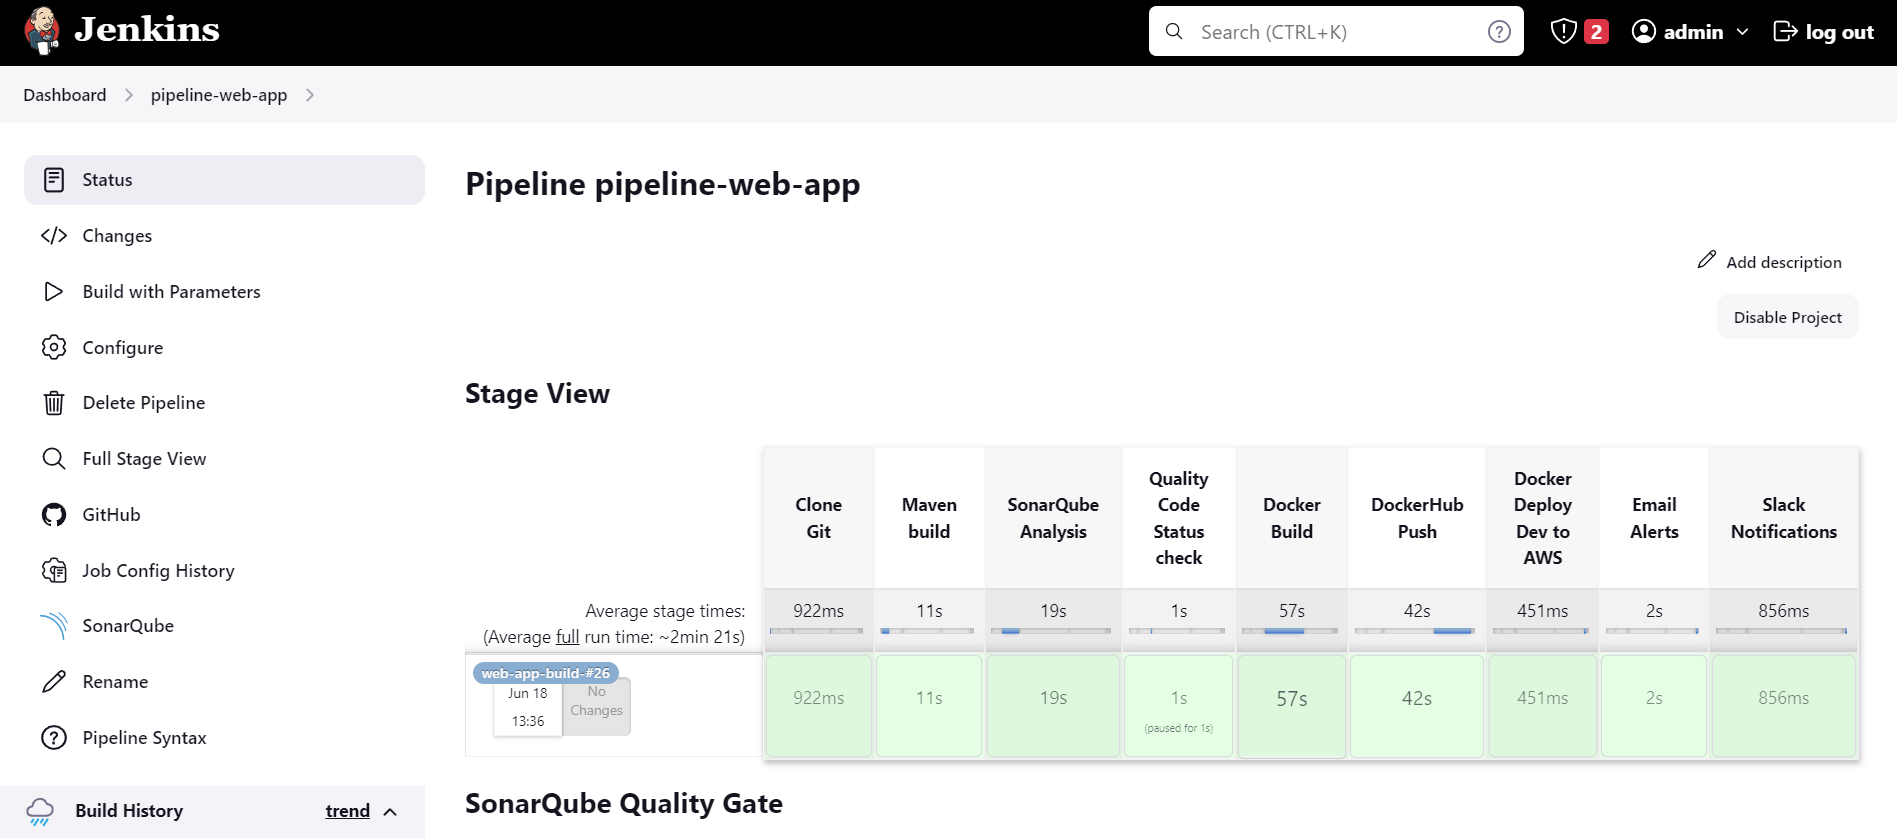 Jenkins
Search (CTRL+K)
2
admin
log out
Dashboard
pipeline-web-app
Status
Changes
Build with Parameters
Configure
Delete Pipeline
Full Stage View
GitHub
Job Config History
SonarQube
Rename
Pipeline Syntax
Build History
trend
Pipeline pipeline-web-app
Add description
Disable Project
Stage View
Clone
Git
Maven
build
SonarQube
Analysis
Quality
Code
Status
check
Docker
Build
DockerHub
Push
Docker
Deploy
Dev to
AWS
Email
Alerts
Slack
Notifications
Average stage times:
(Average full run time: ~2min 21s)
922ms
11s
19s
1s
57s
42s
451ms
2s
856ms
web-app-build-#26
Jun 18
13:36
No
Changes
922ms
11s
19s
1s
(paused for 1s)
57s
42s
451ms
2s
856ms
SonarQube Quality Gate